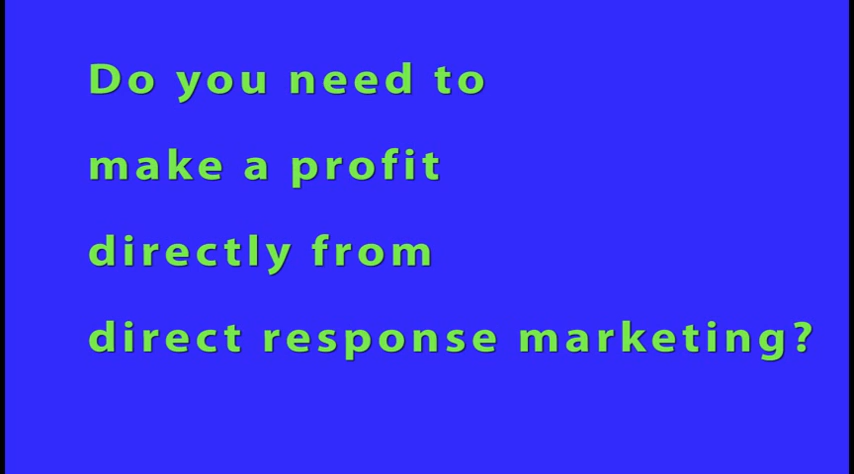 Do you need to
make a profit
directly from
direct response marketing?